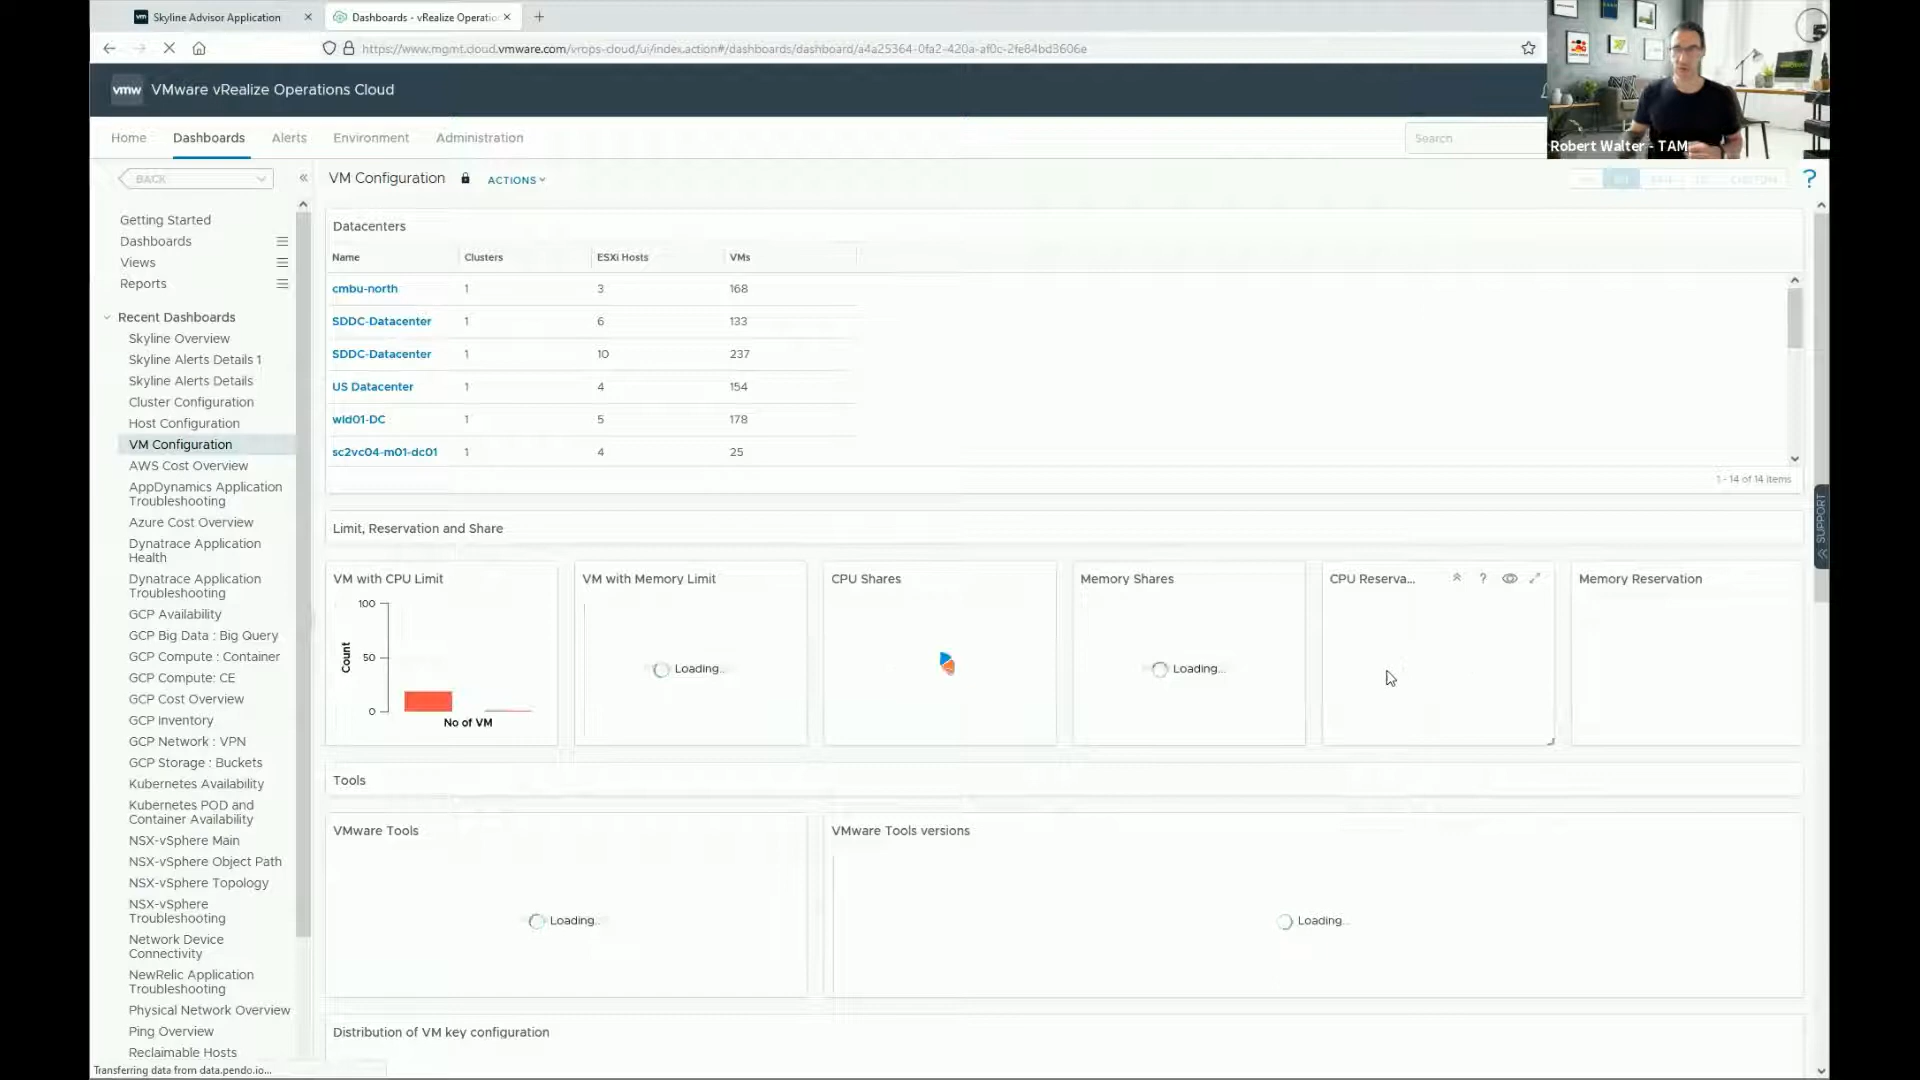 Skyline Advisor Application
Dashboards - vRealize Operatio
https://www.mgmt.cloud.vmware.com/vrops-cloud/ui/index.action#/dashboards/dashboard/a4a25364-0fa2-420a-af0c-2fe84bd3606e
vmw VMware vRealize Operations Cloud
Robert Walter - TAM
Home Dashboards Alerts Environment Administration
Search
BACK
VM Configuration ACTIONS
CUSTOM ?
Getting Started
Dashboards
Views
Reports
Recent Dashboards
Skyline Overview
Skyline Alerts Details 1
Skyline Alerts Details
Cluster Configuration
Host Configuration
VM Configuration
AWS Cost Overview
AppDynamics Application
Troubleshooting
Azure Cost Overview
Dynatrace Application
Health
Dynatrace Application
Troubleshooting
GCP Availability
GCP Big Data : Big Query
GCP Compute : Container
GCP Compute: CE
GCP Cost Overview
GCP Inventory
GCP Network : VPN
GCP Storage : Buckets
Kubernetes Availability
Kubernetes POD and
Container Availability
NSX-vSphere Main
NSX-vSphere Object Path
NSX-vSphere Topology
NSX-vSphere
Troubleshooting
Network Device
Connectivity
NewRelic Application
Troubleshooting
Physical Network Overview
Ping Overview
Reclaimable Hosts
Transferring data from data.pendo.io...
Datacenters
Name Clusters ESXi Hosts VMs
cmbu-north 1 3 168
SDDC-Datacenter 1 6 133
SDDC-Datacenter 1 10 237
US Datacenter 1 4 154
wld01-DC 1 5 178
sc2vc04-m01-dc01 1 4 25
1 - 14 of 14 items
SUPPORT
Limit, Reservation and Share
VM with CPU Limit
100
50
0
Count
No of VM
VM with Memory Limit
Loading...
CPU Shares
Memory Shares
Loading...
CPU Reserva... ?
Memory Reservation
Tools
VMware Tools
Loading...
VMware Tools versions
Loading...
Distribution of VM key configuration